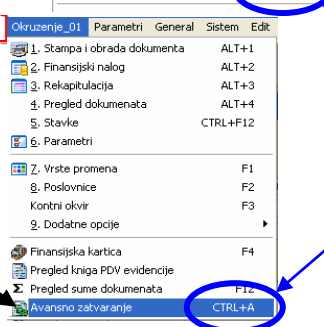 Okruzenje_01 Parametri General Sistem Edit
1. Stampa i obrada dokumenta ALT+1
2. Finansijski nalog ALT+2
3. Rekapitulacija ALT+3
4. Pregled dokumenata ALT+4
5. Stavke CTRL+F12
6. Parametri
7. Vrste promena F1
8. Poslovnice F2
Kontni okvir F3
9. Dodatne opcije
Finansijska kartica F4
Pregled kniga PDV evidencije
Σ Pregled sume dokumenata F12
Avansno zatvaranje CTRL+A